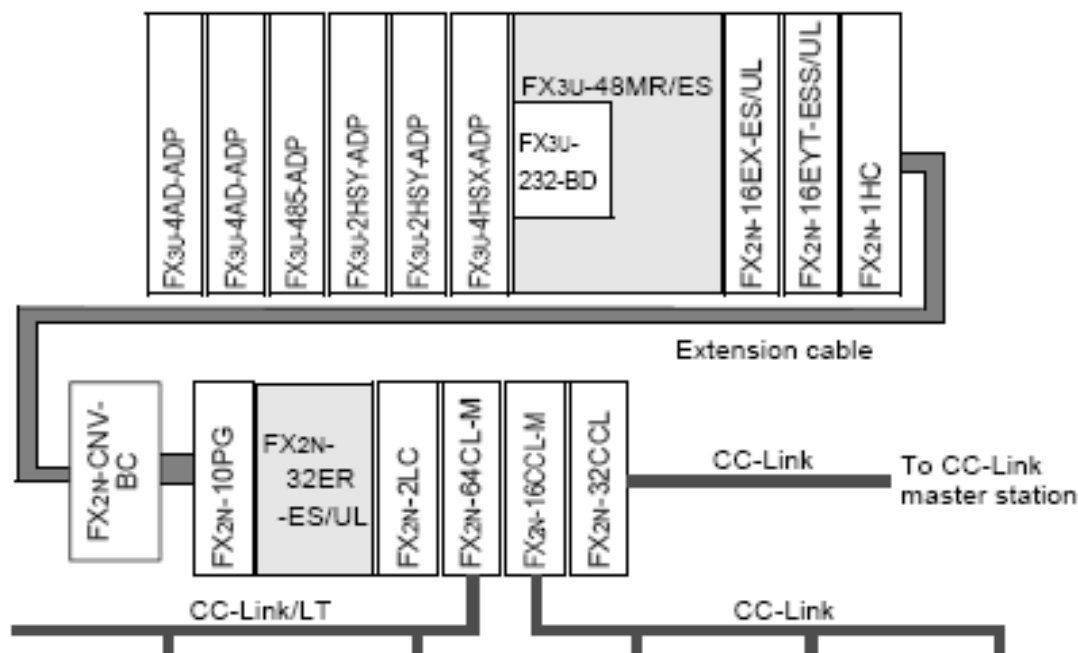 FX3U-4AD-ADP
FX3U-4AD-ADP
FX3U-485-ADP
FX3U-2HSY-ADP
FX3U-2HSY-ADP
FX3U-4HSX-ADP
FX3U-48MR/ES
FX3U-
232-BD
FX2N-16EX-ES/UL
FX2N-16EYT-ESS/UL
FX2N-1HC
Extension cable
FX2N-CNV-
BC
FX2N-10PG
FX2N-
32ER
-ES/UL
FX2N-2LC
FX2N-64CL-M
FX2N-16CCL-M
FX2N-32CCL
CC-Link
To CC-Link
master station
CC-Link/LT
CC-Link